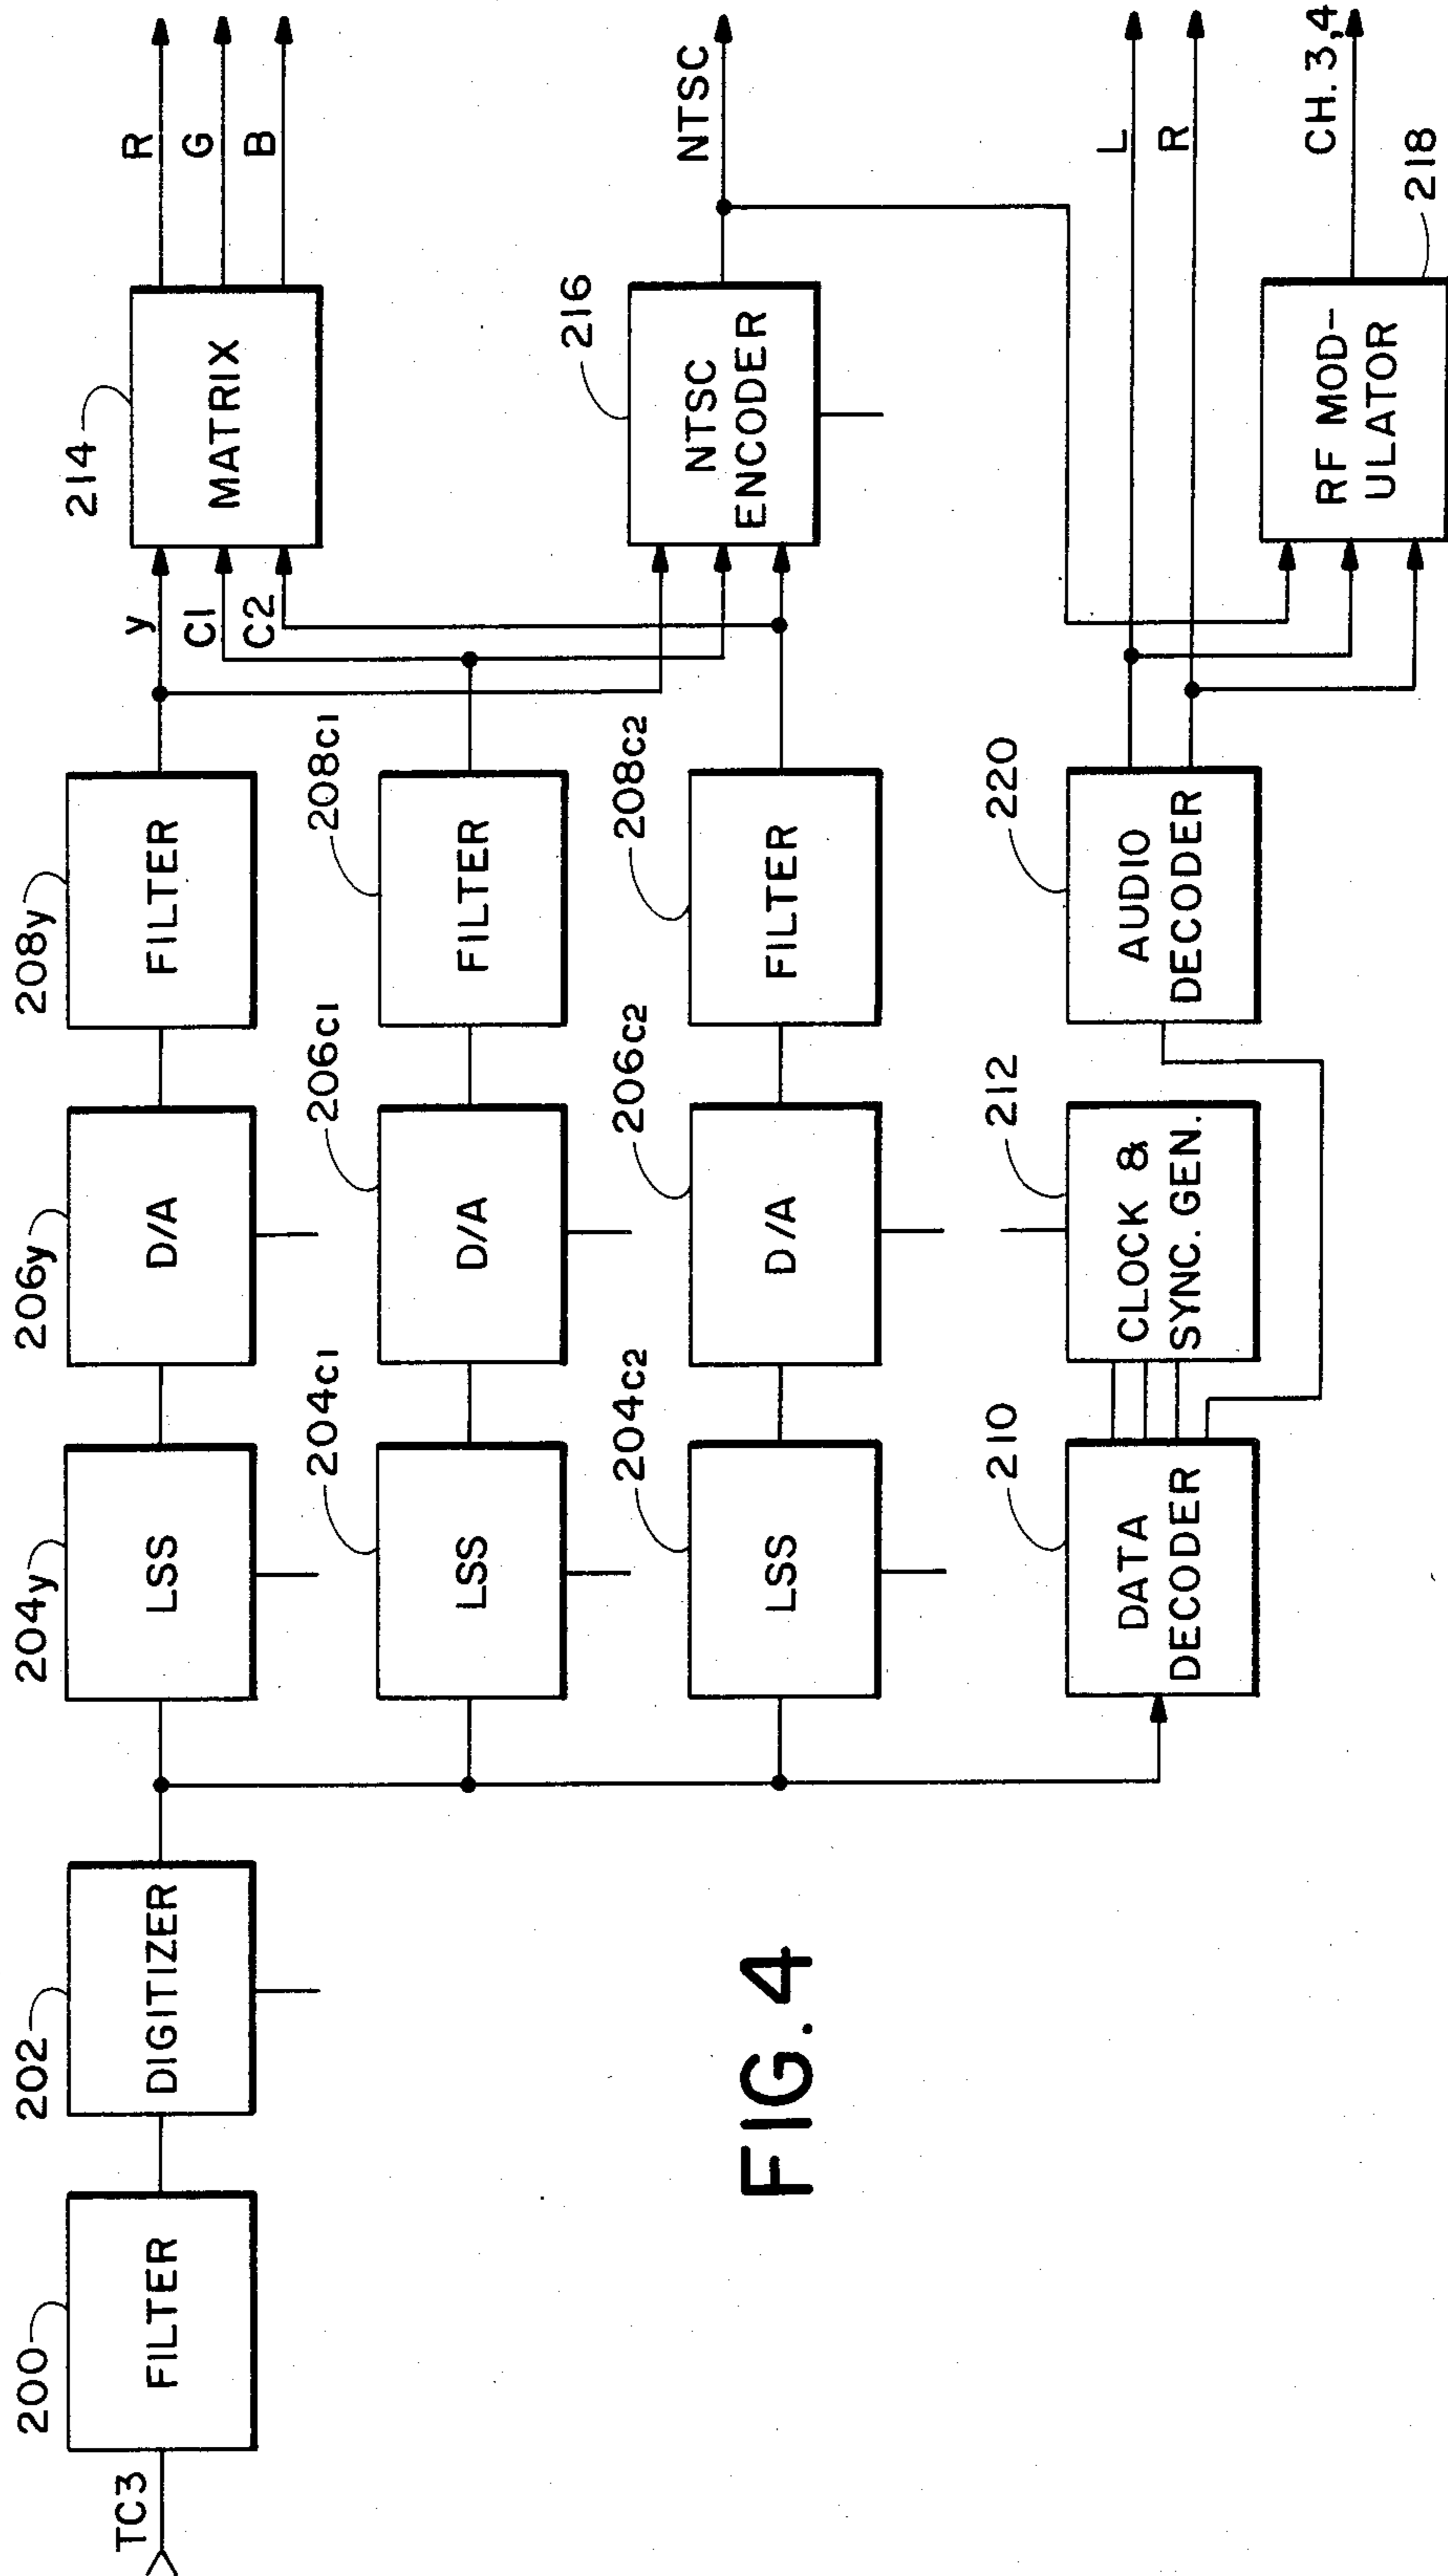 TC3
200
FILTER
202
DIGITIZER
204y
LSS
206y
D/A
208y
FILTER
y
C1
C2
214
MATRIX
R
G
B
204c1
LSS
206c1
D/A
208c1
FILTER
204c2
LSS
206c2
D/A
208c2
FILTER
216
NTSC
ENCODER
NTSC
210
DATA
DECODER
212
CLOCK &
SYNC. GEN.
220
AUDIO
DECODER
L
R
RF MOD-
ULATOR
218
CH. 3,4
FIG. 4